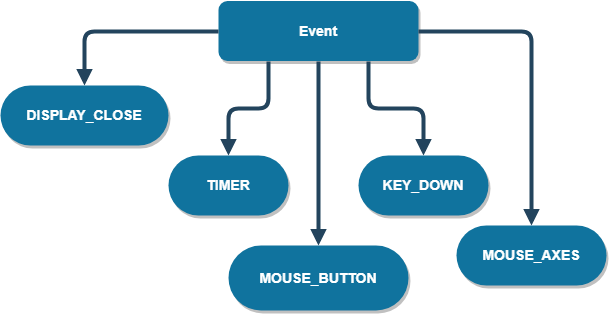 Event
DISPLAY_CLOSE
TIMER
KEY_DOWN
MOUSE_AXES
MOUSE_BUTTON